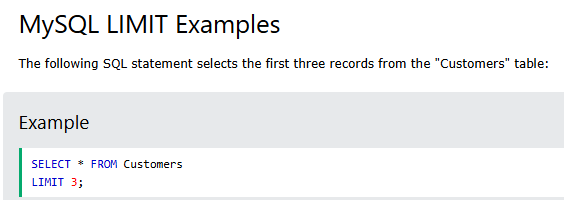 MySQL LIMIT Examples
The following SQL statement selects the first three records from the "Customers" table:
Example
SELECT * FROM Customers
LIMIT 3;